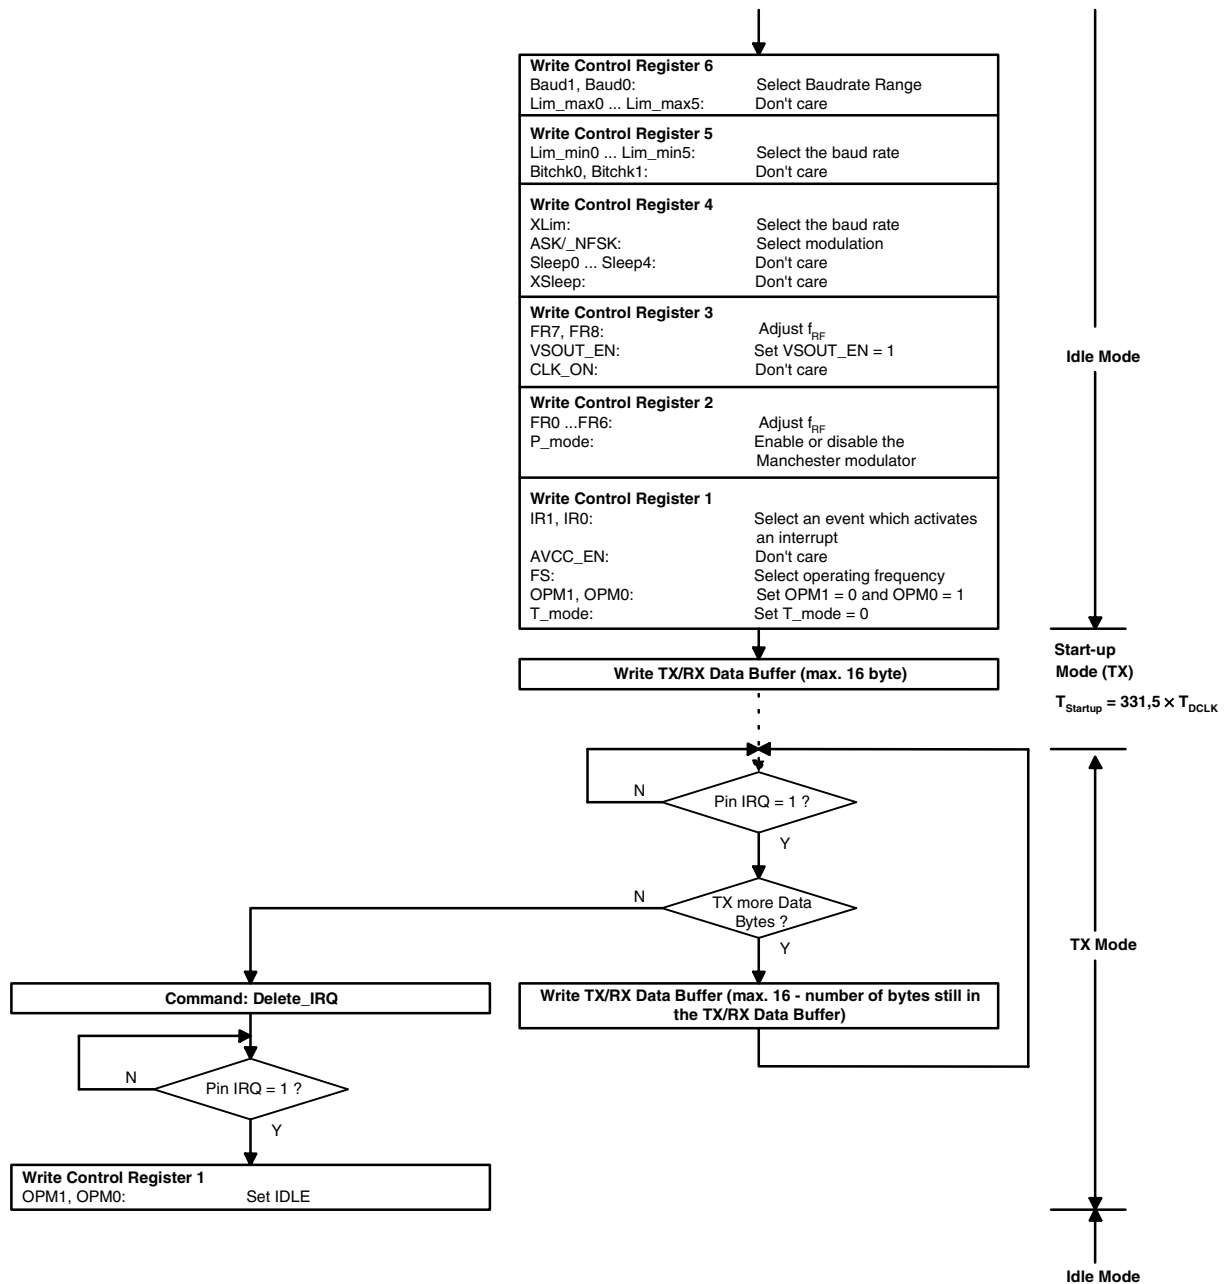 Write Control Register 6
Baud1, Baud0: Select Baudrate Range
Lim_max0 ... Lim_max5: Don't care
Write Control Register 5
Lim_min0 ... Lim_min5: Select the baud rate
Bitchk0, Bitchk1: Don't care
Write Control Register 4
XLim: Select the baud rate
ASK/_NFSK: Select modulation
Sleep0 ... Sleep4: Don't care
XSleep: Don't care
Write Control Register 3
FR7, FR8: Adjust fRF
VSOUT_EN: Set VSOUT_EN = 1
CLK_ON: Don't care
Idle Mode
Write Control Register 2
FR0 ...FR6: Adjust fRF
P_mode: Enable or disable the
Manchester modulator
Write Control Register 1
IR1, IR0: Select an event which activates
an interrupt
AVCC_EN: Don't care
FS: Select operating frequency
OPM1, OPM0: Set OPM1 = 0 and OPM0 = 1
T_mode: Set T_mode = 0
Start-up
Mode (TX)
TStartup = 331,5 × TDCLK
Write TX/RX Data Buffer (max. 16 byte)
N
Pin IRQ = 1 ?
Y
N
TX more Data
Bytes ?
Y
TX Mode
Command: Delete_IRQ
Write TX/RX Data Buffer (max. 16 - number of bytes still in
the TX/RX Data Buffer)
N
Pin IRQ = 1 ?
Y
Write Control Register 1
OPM1, OPM0: Set IDLE
Idle Mode